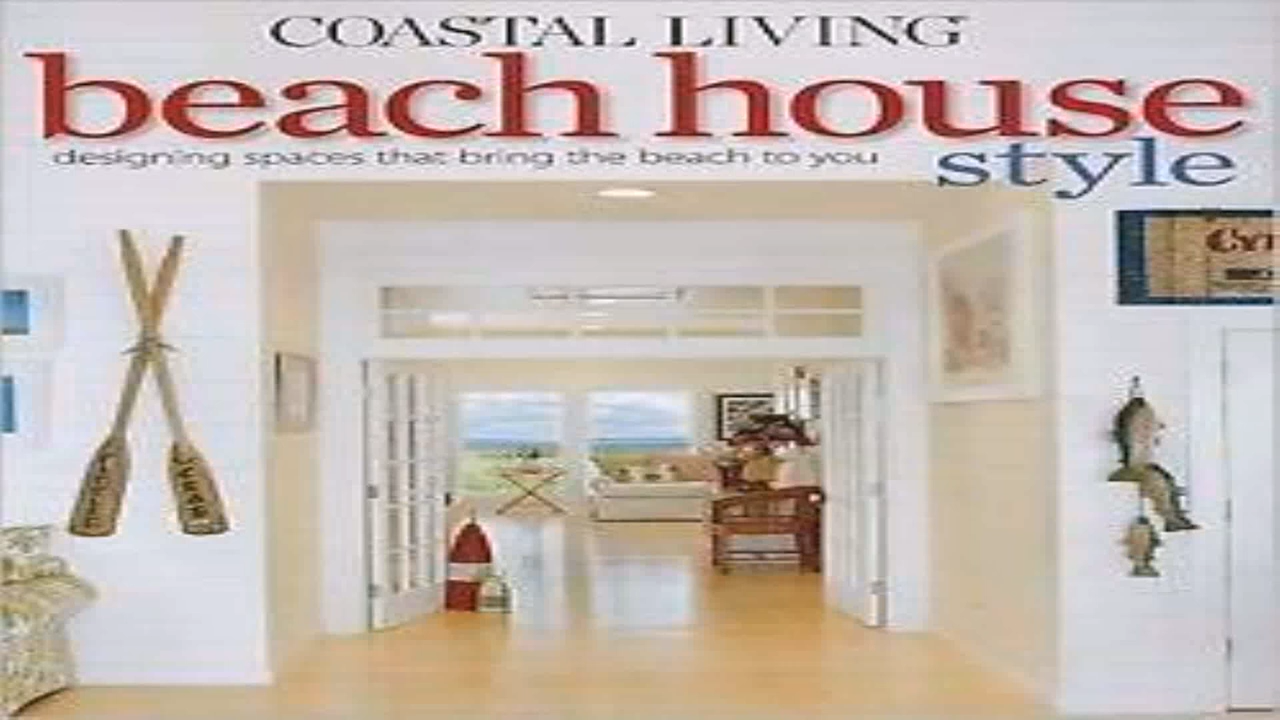 COASTAL LIVING
beach house
designing spaces that bring the beach to you
style